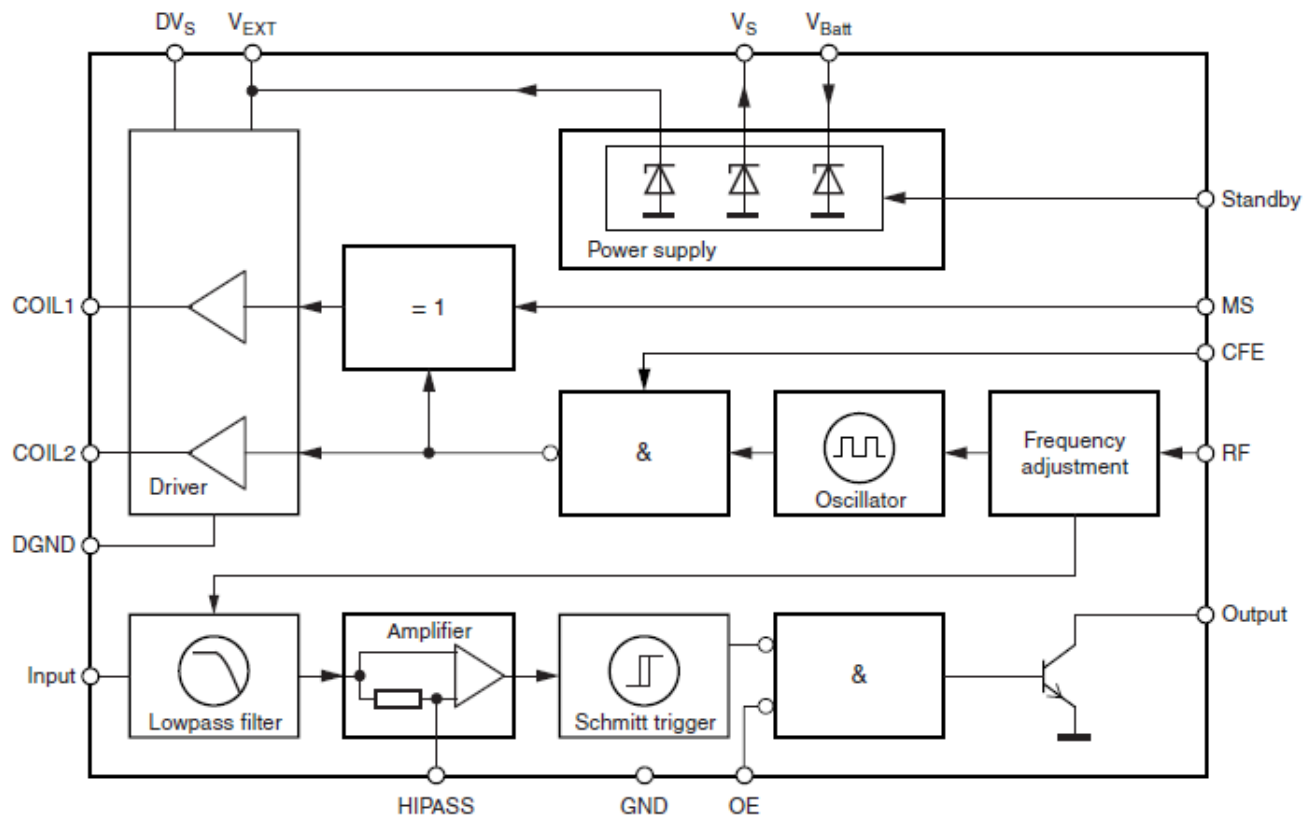 DVS
VEXT
VS
VBatt
Standby
Power supply
COIL1
= 1
MS
CFE
COIL2
Driver
&
Oscillator
Frequency
adjustment
RF
DGND
Output
Input
Lowpass filter
Amplifier
Schmitt trigger
&
HIPASS
GND
OE